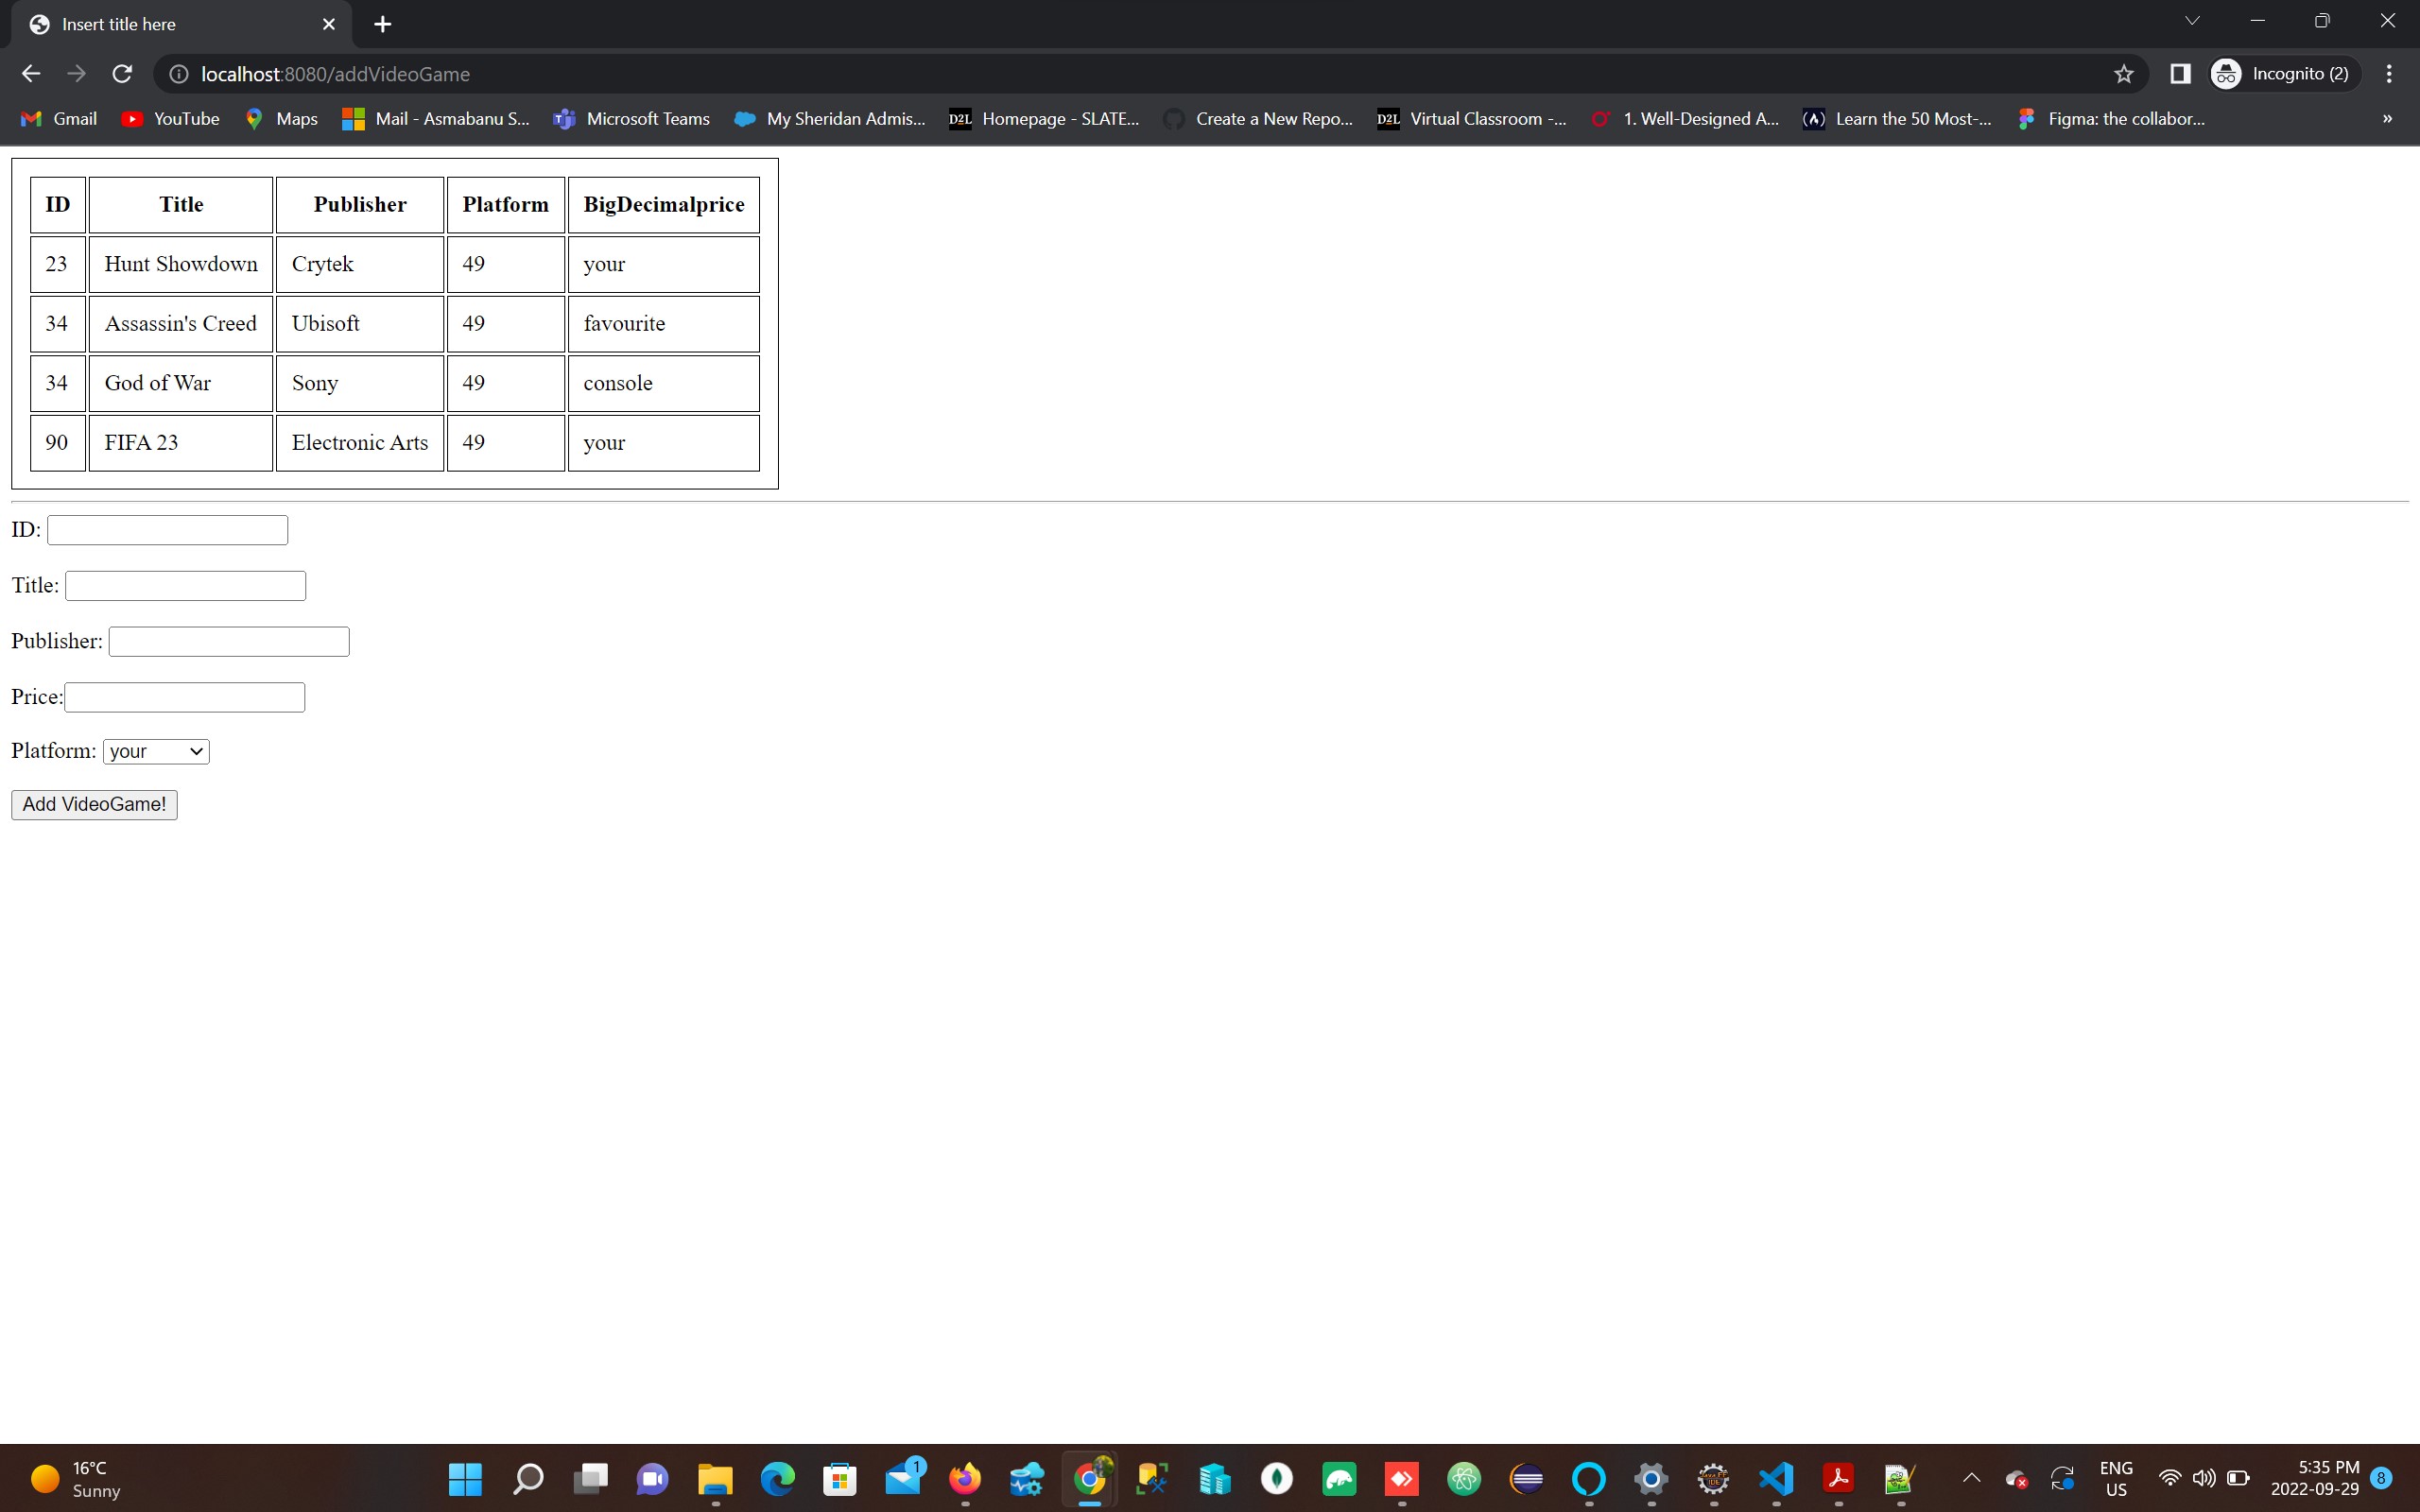 Insert title here
localhost:8080/addVideoGame
Incognito (2)
Gmail YouTube Maps Mail - Asmabanu S... Microsoft Teams My Sheridan Admis... D2L Homepage - SLATE... Create a New Repo... D2L Virtual Classroom -... 1. Well-Designed A... Learn the 50 Most-... Figma: the collabor... »
ID Title Publisher Platform BigDecimalprice
23 Hunt Showdown Crytek 49 your
34 Assassin's Creed Ubisoft 49 favourite
34 God of War Sony 49 console
90 FIFA 23 Electronic Arts 49 your
ID:
Title:
Publisher:
Price:
Platform: your
Add VideoGame!
16°C
Sunny
1
ENG
US
5:35 PM
2022-09-29
8